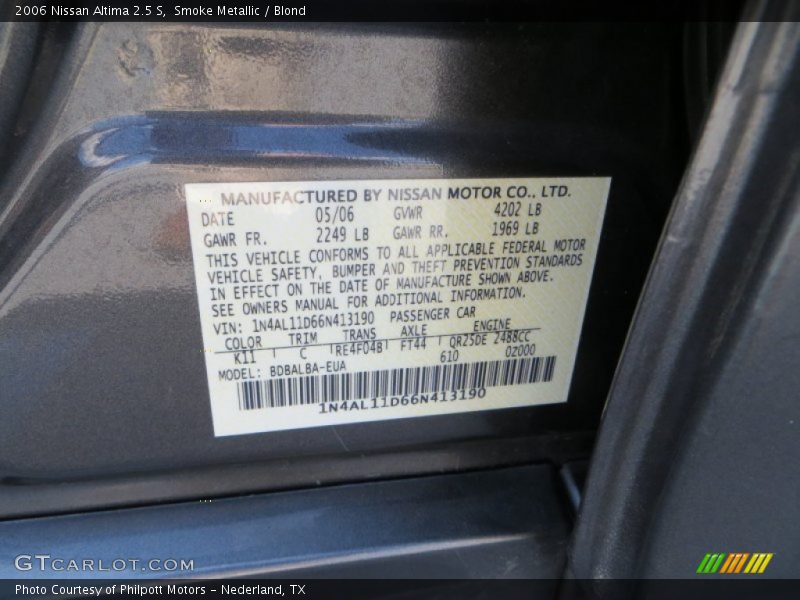 2006 Nissan Altima 2.5 S, Smoke Metallic / Blond
MANUFACTURED BY NISSAN MOTOR CO., LTD.
DATE 05/06 GVWR 4202 LB
GAWR FR. 2249 LB GAWR RR. 1969 LB
THIS VEHICLE CONFORMS TO ALL APPLICABLE FEDERAL MOTOR
VEHICLE SAFETY, BUMPER AND THEFT PREVENTION STANDARDS
IN EFFECT ON THE DATE OF MANUFACTURE SHOWN ABOVE.
SEE OWNERS MANUAL FOR ADDITIONAL INFORMATION.
VIN: 1N4AL11D66N413190 PASSENGER CAR
COLOR TRIM TRANS AXLE ENGINE
K11 C RE4F04B FT44 QR25DE 2488CC
MODEL: BDBALBA-EUA 610 0Z000
1N4AL11D66N413190
GTCARLOT.COM
Photo Courtesy of Philpott Motors - Nederland, TX